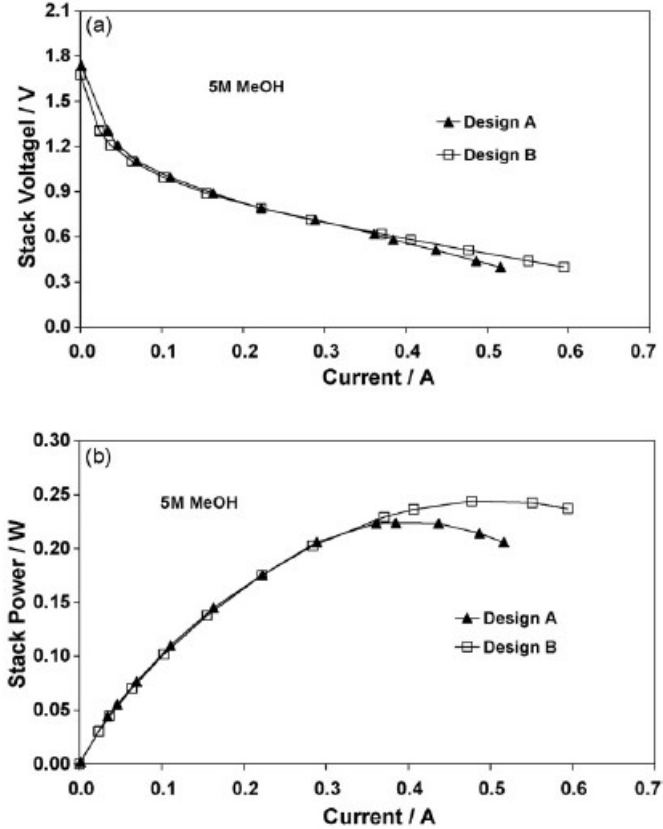 (a)
5M MeOH
Design A
Design B
Stack Voltagel / V
2.1
1.8
1.5
1.2
0.9
0.6
0.3
0.0
0.0 0.1 0.2 0.3 0.4 0.5 0.6 0.7
Current / A
(b)
5M MeOH
Design A
Design B
Stack Power / W
0.30
0.25
0.20
0.15
0.10
0.05
0.00
0.0 0.1 0.2 0.3 0.4 0.5 0.6 0.7
Current / A